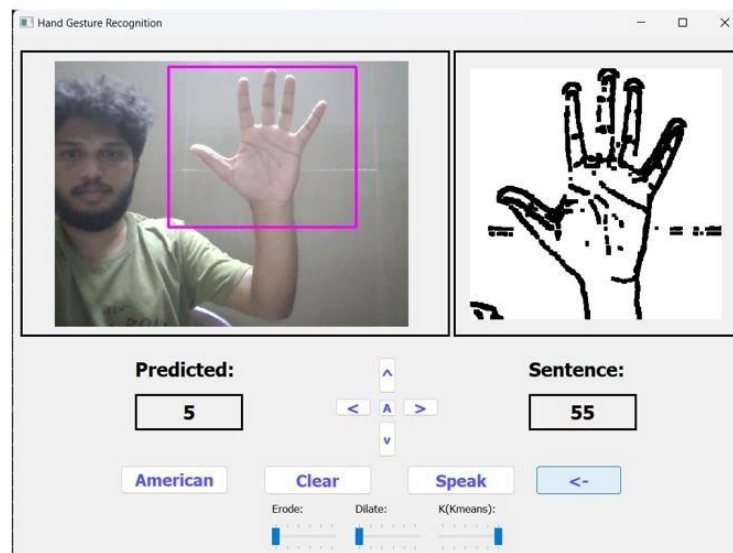 Hand Gesture Recognition
Predicted:
Sentence:
5
55
^
< A >
v
American
Clear
Speak
<-
Erode:
Dilate:
K(Kmeans):